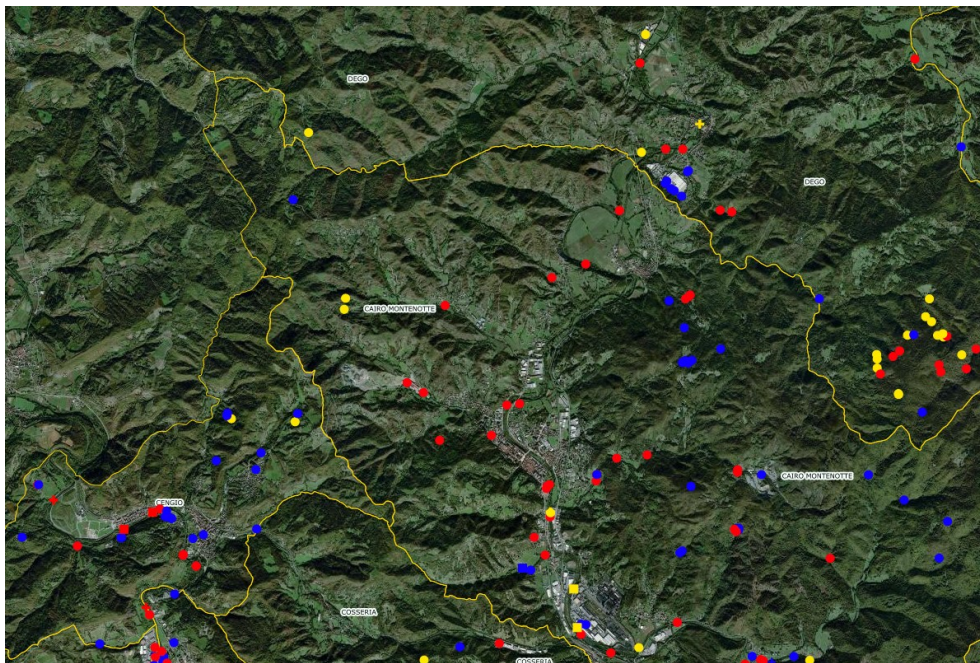 DEGO
DEGO
CAIRO MONTENOTTE
CAIRO MONTENOTTE
CENGIO
COSSERIA
COSSERIA